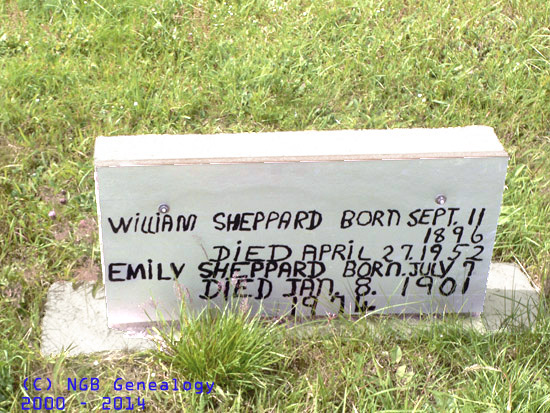 WILLIAM SHEPPARD BORN SEPT. 11
1896
DIED APRIL 27.1952
EMILY SHEPPARD BORN.JULY 7
DIED JAN. 8. 1901
1974
(C) NGB Genealogy
2000 - 2014